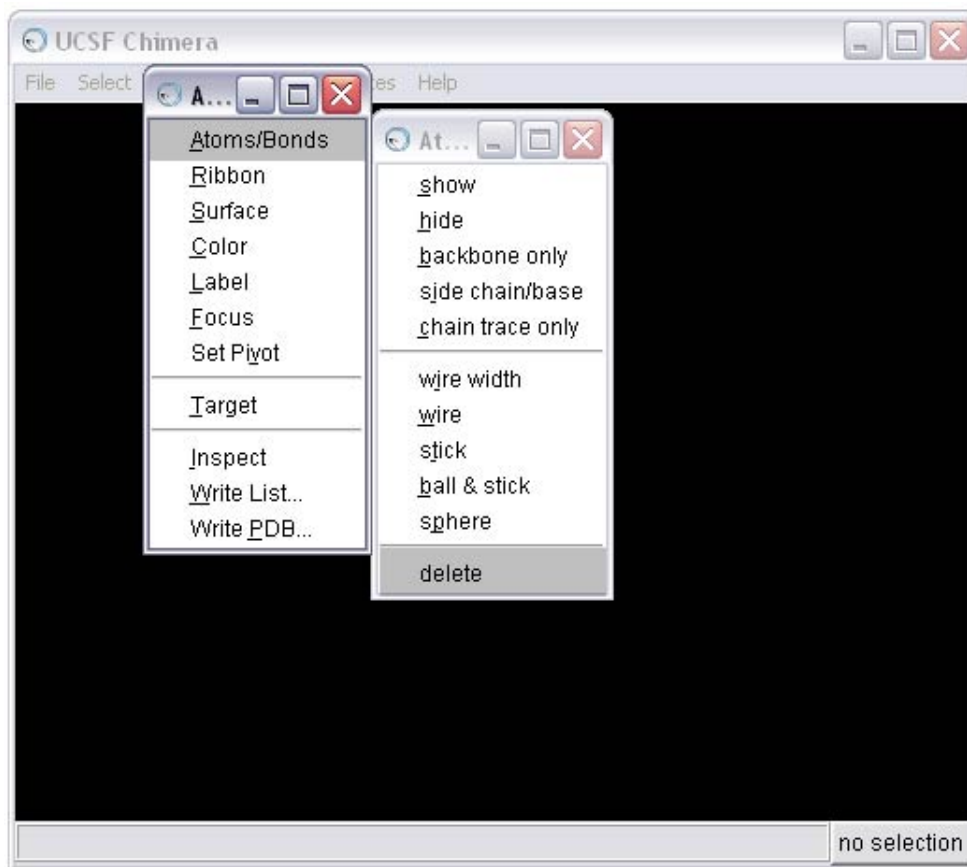 UCSF Chimera
File Select es Help
A...
Atoms/Bonds
Ribbon
Surface
Color
Label
Focus
Set Pivot
Target
Inspect
Write List...
Write PDB...
At...
show
hide
backbone only
side chain/base
chain trace only
wire width
wire
stick
ball & stick
sphere
delete
no selection